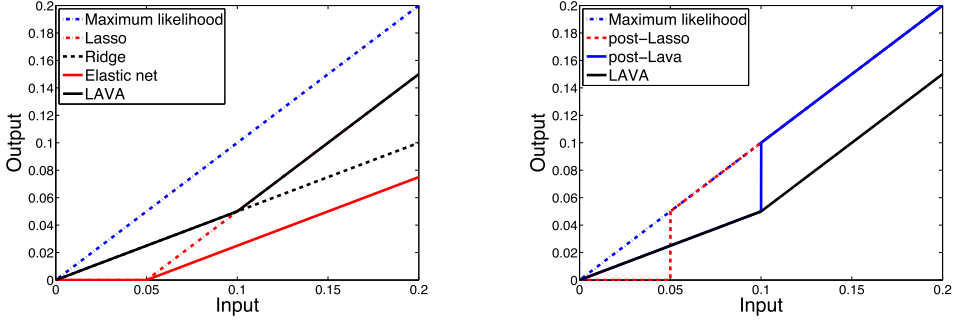 Maximum likelihood
Lasso
Ridge
Elastic net
LAVA
0.2
0.18
0.16
0.14
0.12
0.1
0.08
0.06
0.04
0.02
0
Output
0
0.05
0.1
0.15
0.2
Input
Maximum likelihood
post-Lasso
post-Lava
LAVA
0.2
0.18
0.16
0.14
0.12
0.1
0.08
0.06
0.04
0.02
0
Output
0
0.05
0.1
0.15
0.2
Input